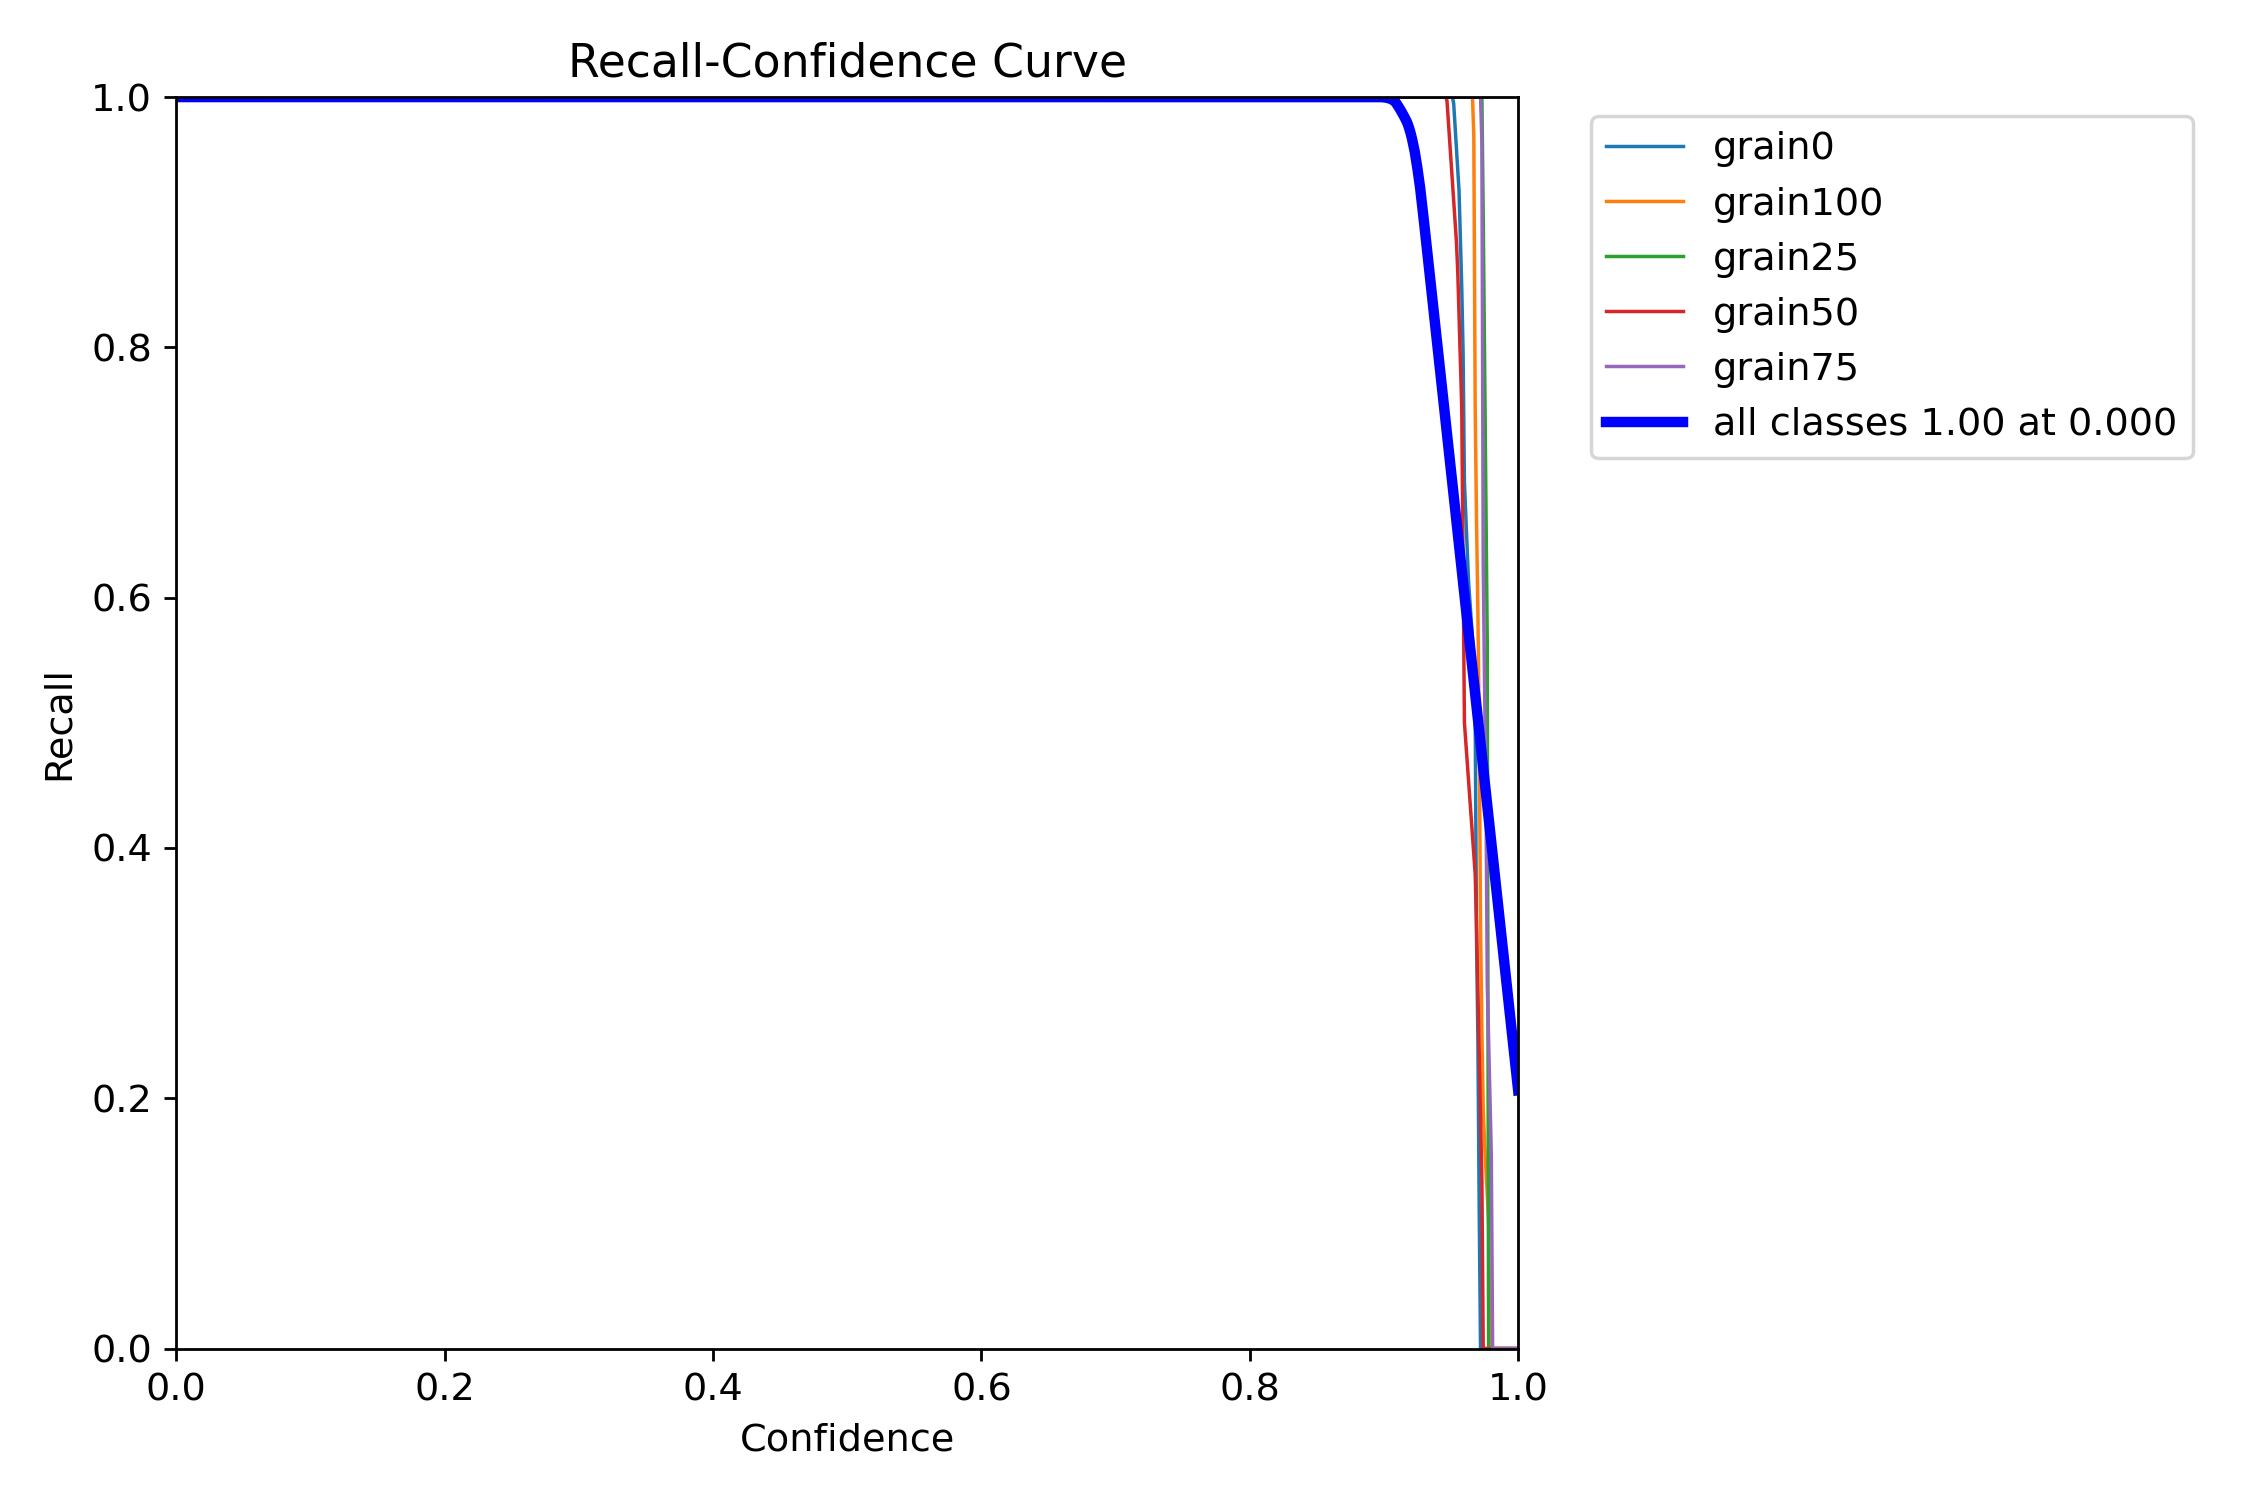 Recall-Confidence Curve
1.0
0.8
0.6
0.4
0.2
0.0
Recall
0.0 0.2 0.4 0.6 0.8 1.0
Confidence
grain0
grain100
grain25
grain50
grain75
all classes 1.00 at 0.000